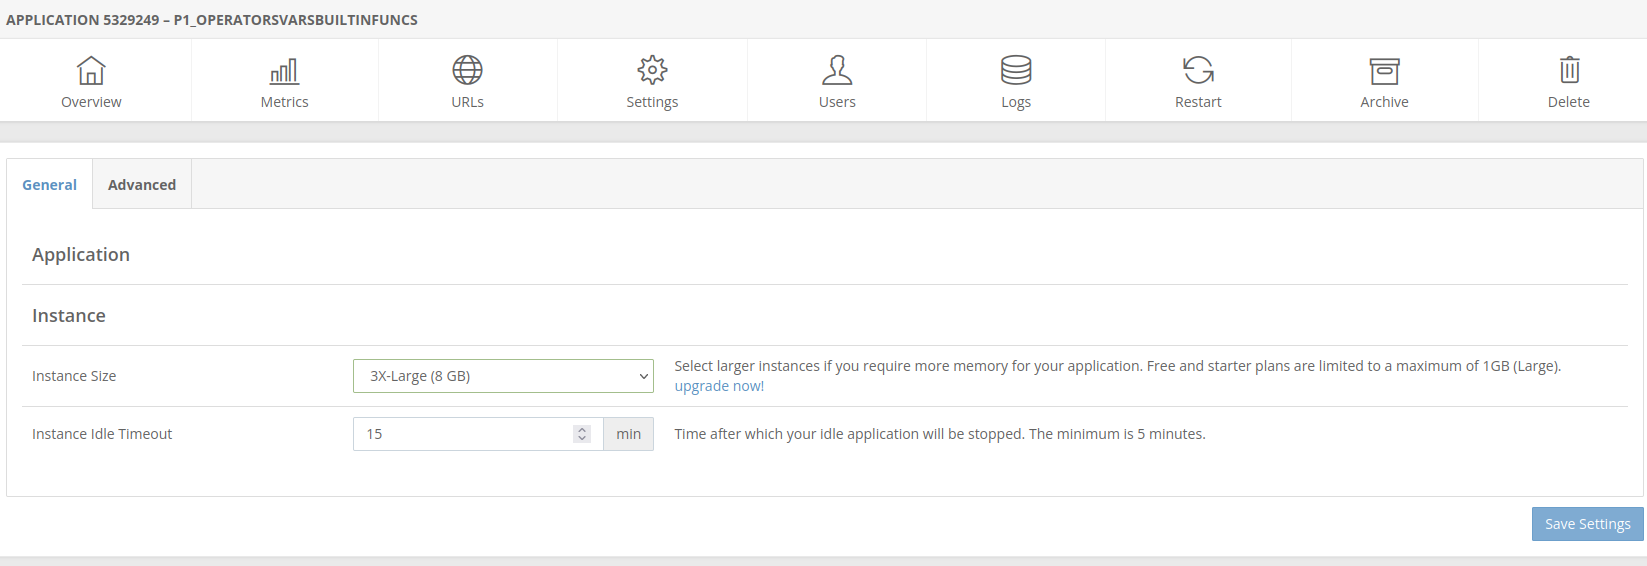 APPLICATION 5329249 – P1_OPERATORSVARSBUILTINFUNCS
Overview
Metrics
URLs
Settings
Users
Logs
Restart
Archive
Delete
General
Advanced
Application
Instance
Instance Size
3X-Large (8 GB)
Select larger instances if you require more memory for your application. Free and starter plans are limited to a maximum of 1GB (Large).
upgrade now!
Instance Idle Timeout
15
min
Time after which your idle application will be stopped. The minimum is 5 minutes.
Save Settings